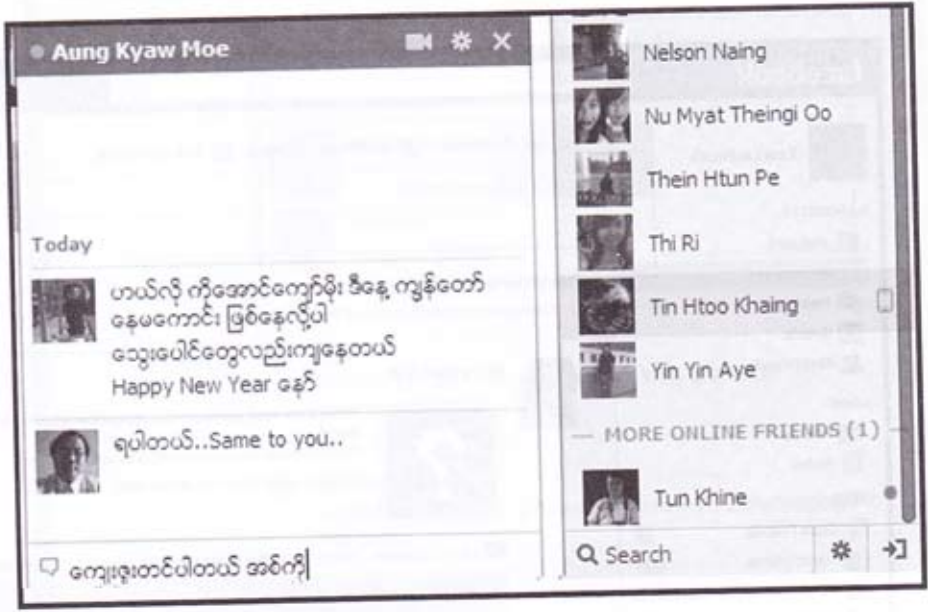 Aung Kyaw Moe
Today
ဟယ်လို ကိုအောင်ကျော်မိုး ဒီနေ့ ကျွန်တော်
နေမကောင်း ဖြစ်နေလို့ပါ
သွေးပေါင်တွေလည်းကျနေတယ်
Happy New Year နော်
ရပါတယ်..Same to you..
ကျေးဇူးတင်ပါတယ် အစ်ကို
Nelson Naing
Nu Myat Theingi Oo
Thein Htun Pe
Thi Ri
Tin Htoo Khaing
Yin Yin Aye
MORE ONLINE FRIENDS (1)
Tun Khine
Search